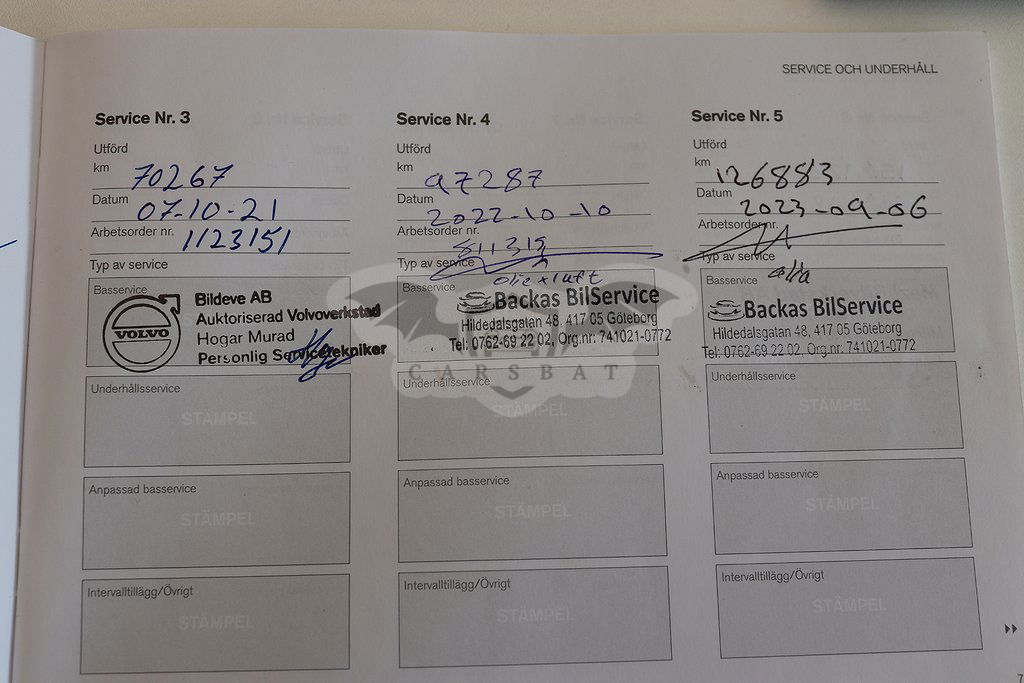 SERVICE OCH UNDERHÅLL
Service Nr. 3
Utförd
km 70267
Datum 07-10-21
Arbetsorder nr. 1123151
Typ av service
Basservice
VOLVO
Bildeve AB
Auktoriserad Volvoverkstad
Hogar Murad
Personlig Servicetekniker
Underhållsservice
STÄMPEL
Anpassad basservice
STÄMPEL
Intervalltillägg/Övrigt
STÄMPEL
Service Nr. 4
Utförd
km 97287
Datum 2022-10-10
Arbetsorder nr. 811315
Typ av service
olie x luft
Basservice
Backas BilService
Hildedalsgatan 48, 417 05 Göteborg
Tel: 0762-69 22 02, Org.nr: 741021-0772
CARSBAT
Underhållsservice
STÄMPEL
Anpassad basservice
STÄMPEL
Intervalltillägg/Övrigt
STÄMPEL
Service Nr. 5
Utförd
km 126883
Datum 2023-09-06
Arbetsordernr.
Typ av service
Basservice
Backas BilService
Hildedalsgatan 48, 417 05 Göteborg
Tel: 0762-69 22 02, Org.nr: 741021-0772
Underhållsservice
STÄMPEL
Anpassad basservice
STÄMPEL
Intervalltillägg/Övrigt
STÄMPEL
7